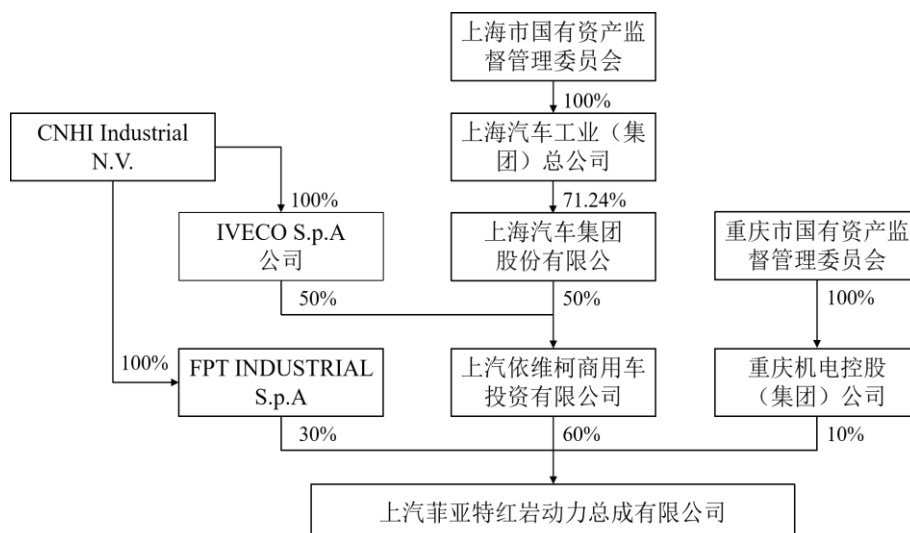 上海市国有资产监
督管理委员会
100%
CNHI Industrial
N.V.
上海汽车工业（集
团）总公司
100%
71.24%
IVECO S.p.A
公司
上海汽车集团
股份有限公
重庆市国有资产监
督管理委员会
50%
50%
100%
100%
FPT INDUSTRIAL
S.p.A
上汽依维柯商用车
投资有限公司
重庆机电控股
（集团）公司
30%
60%
10%
上汽菲亚特红岩动力总成有限公司